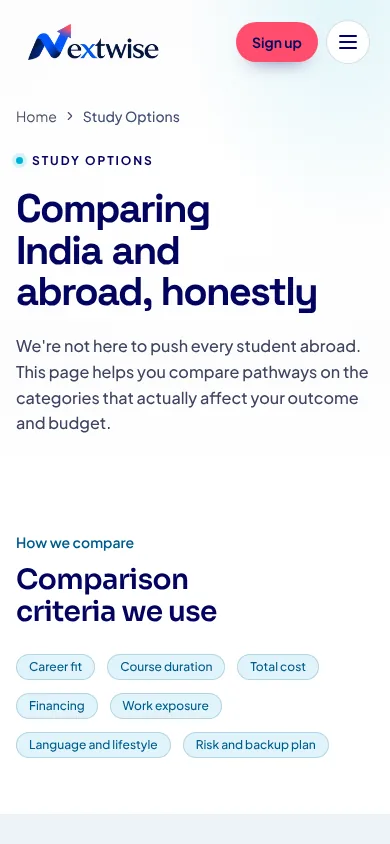 Nextwise
Sign up
Home > Study Options
STUDY OPTIONS
Comparing
India and
abroad, honestly
We're not here to push every student abroad.
This page helps you compare pathways on the
categories that actually affect your outcome
and budget.
How we compare
Comparison
criteria we use
Career fit Course duration Total cost
Financing Work exposure
Language and lifestyle Risk and backup plan